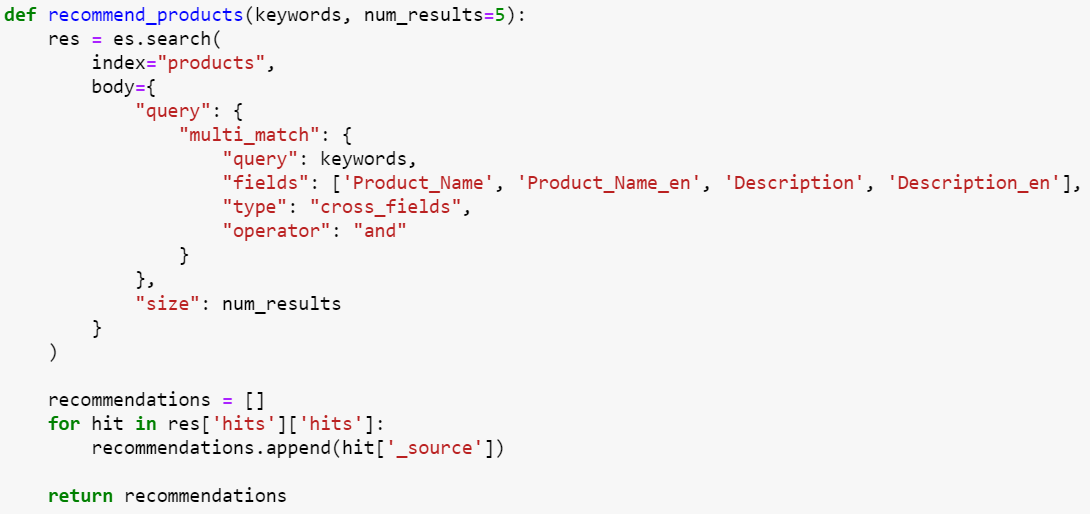 def recommend_products(keywords, num_results=5):
    res = es.search(
        index="products",
        body={
            "query": {
                "multi_match": {
                    "query": keywords,
                    "fields": ['Product_Name', 'Product_Name_en', 'Description', 'Description_en'],
                    "type": "cross_fields",
                    "operator": "and"
                }
            },
            "size": num_results
        }
    )

    recommendations = []
    for hit in res['hits']['hits']:
        recommendations.append(hit['_source'])

    return recommendations